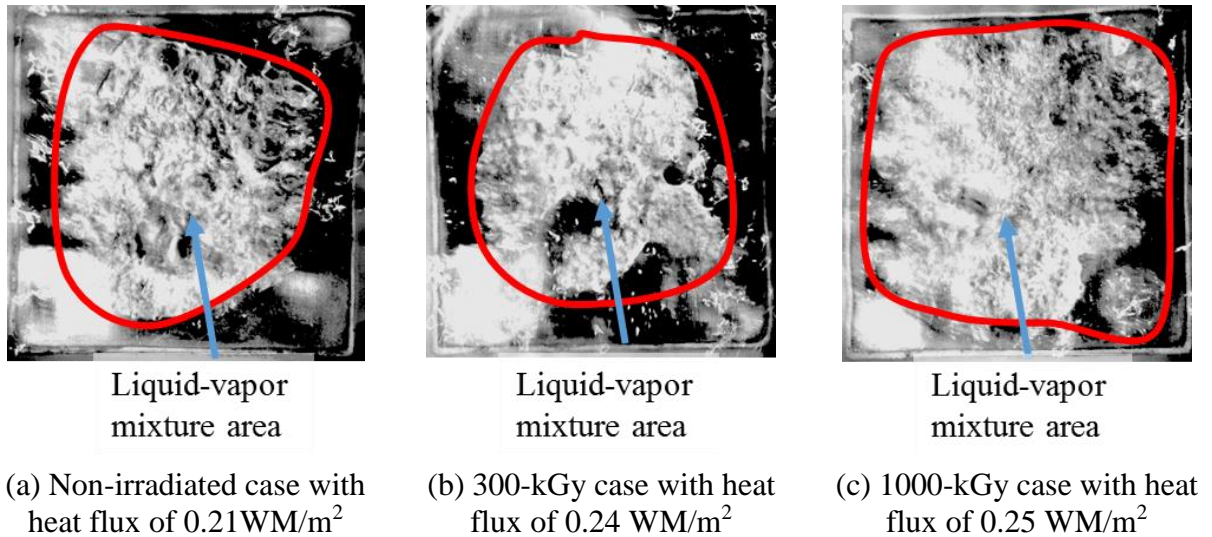 Liquid-vapor
mixture area
Liquid-vapor
mixture area
Liquid-vapor
mixture area
(a) Non-irradiated case with
heat flux of 0.21WM/m²
(b) 300-kGy case with heat
flux of 0.24 WM/m²
(c) 1000-kGy case with heat
flux of 0.25 WM/m²